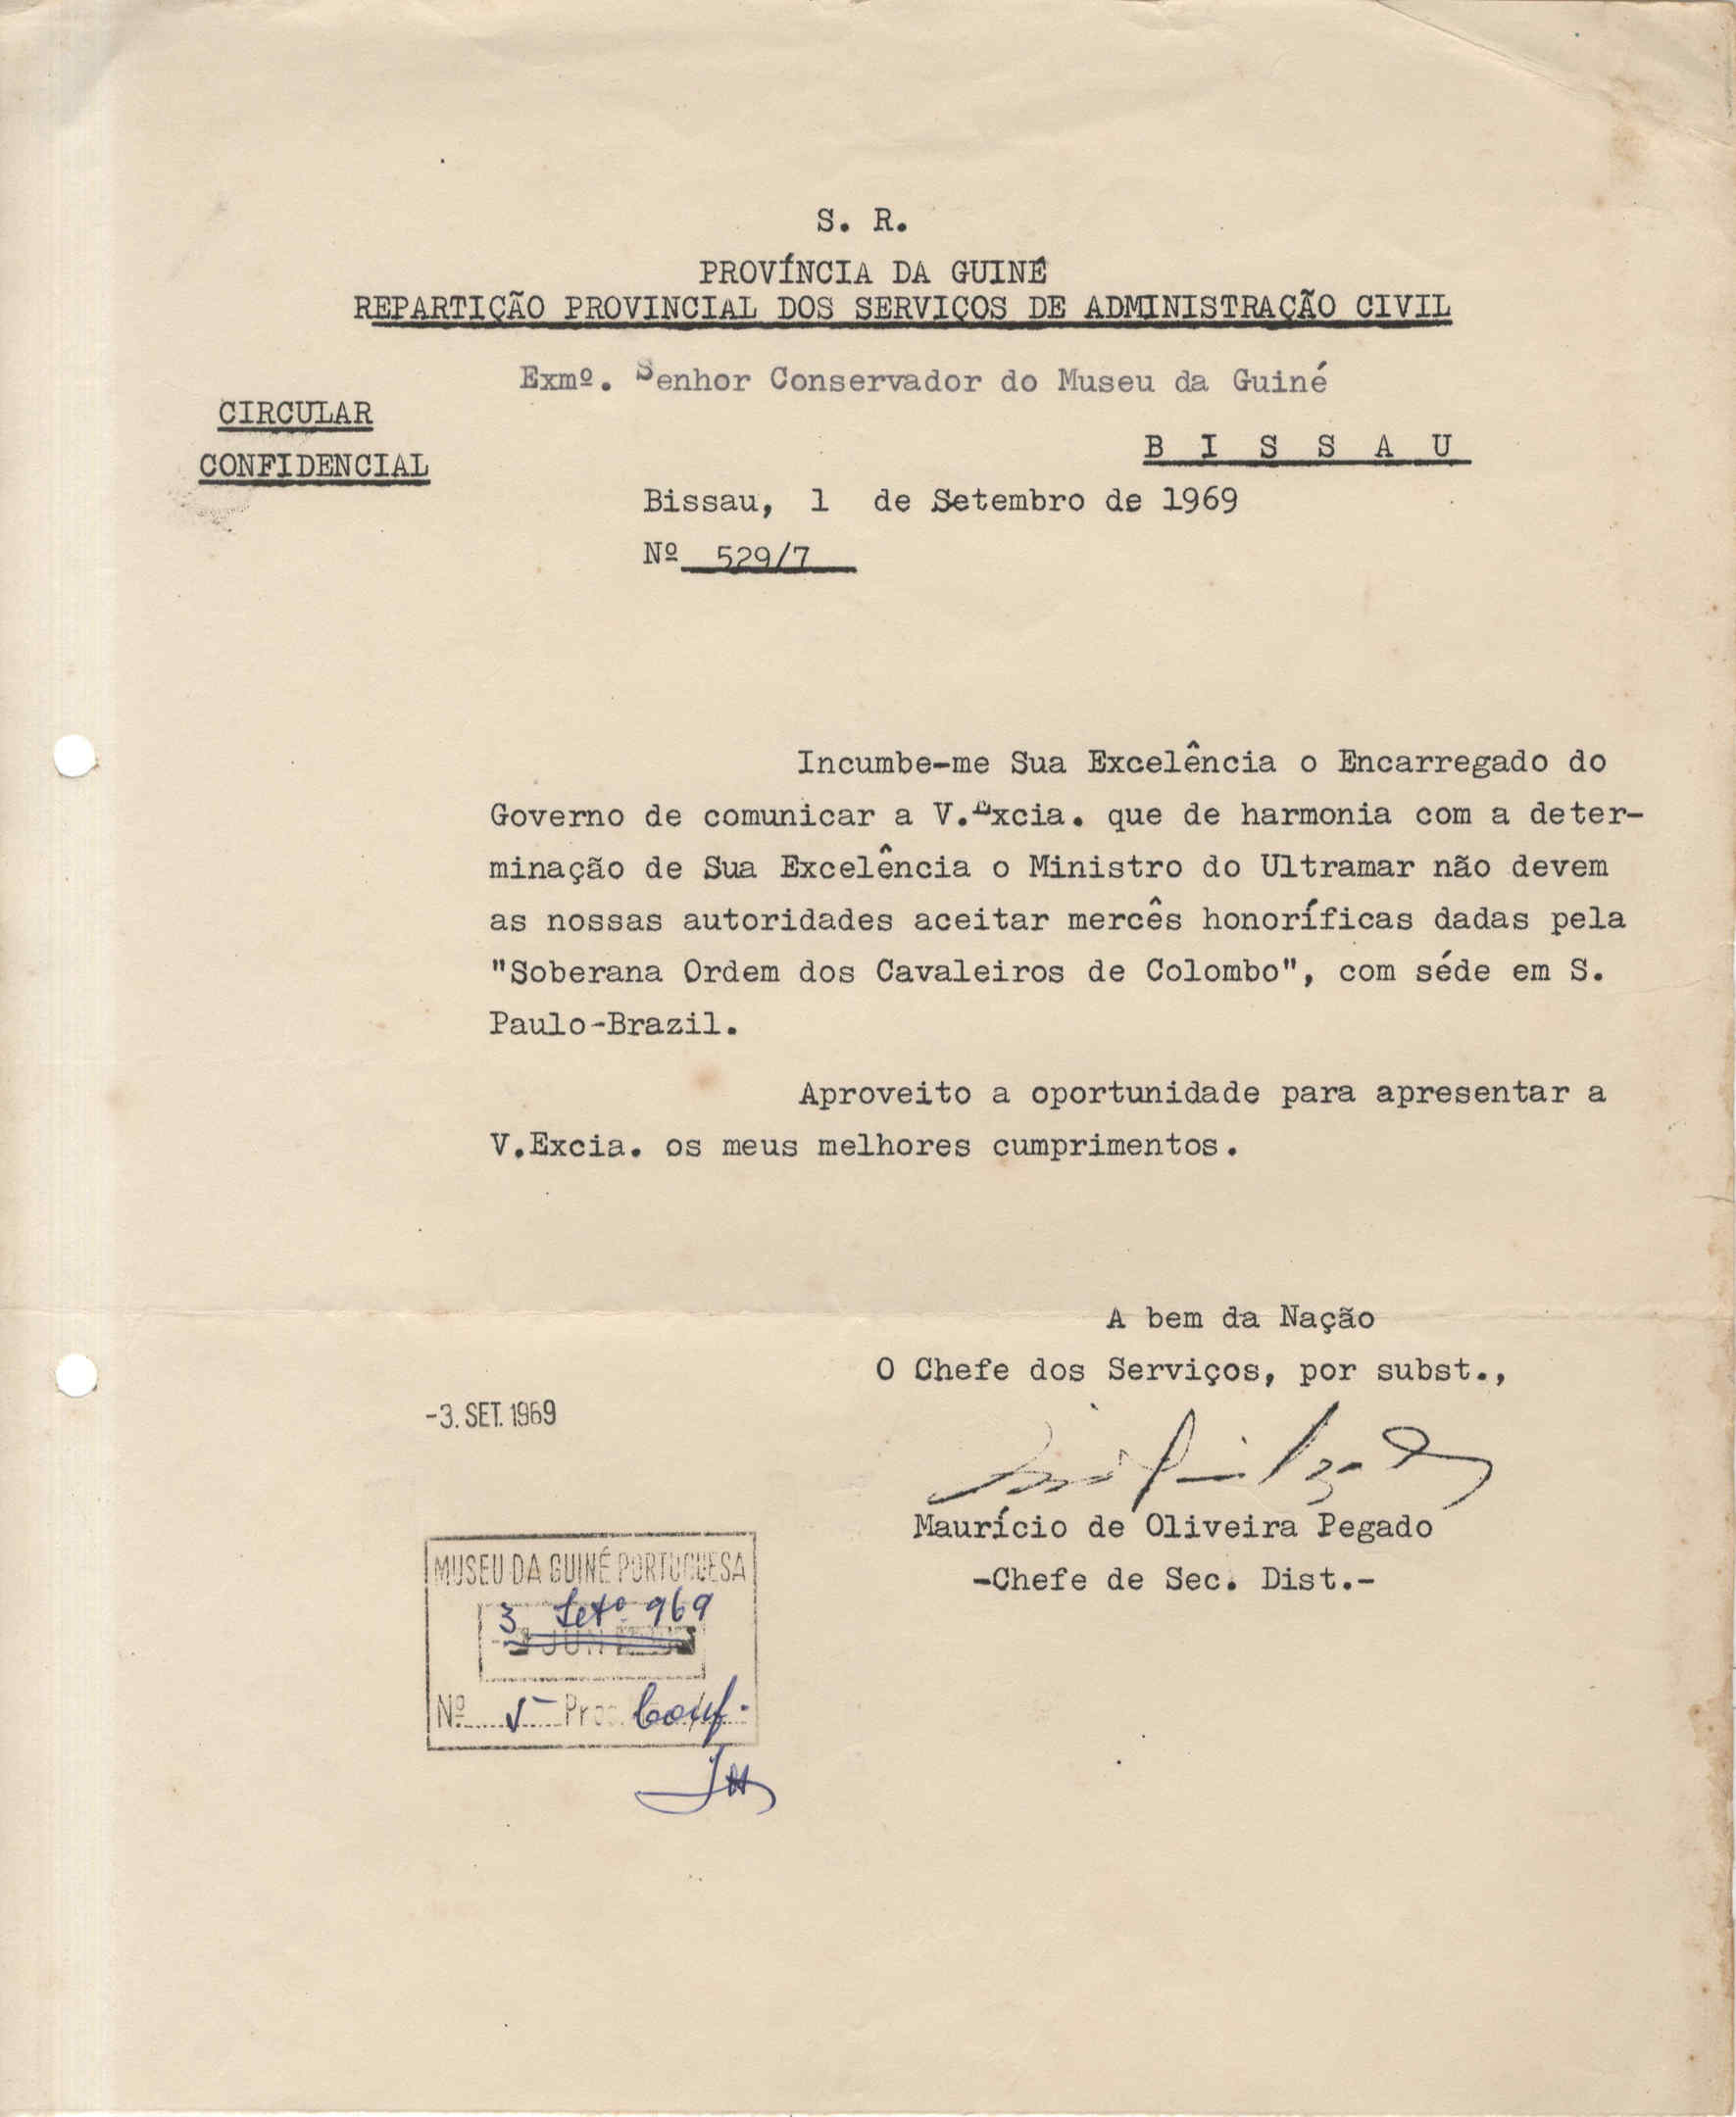 S. R.
PROVÍNCIA DA GUINÉ
REPARTIÇÃO PROVINCIAL DOS SERVIÇOS DE ADMINISTRAÇÃO CIVIL
Exmº. Senhor Conservador do Museu da Guiné
CIRCULAR
CONFIDENCIAL
B I S S A U
Bissau, 1 de Setembro de 1969
Nº 529/7
Incumbe-me Sua Excelência o Encarregado do
Governo de comunicar a V.Excia. que de harmonia com a deter-
minação de Sua Excelência o Ministro do Ultramar não devem
as nossas autoridades aceitar mercês honoríficas dadas pela
"Soberana Ordem dos Cavaleiros de Colombo", com séde em S.
Paulo-Brazil.
Aproveito a oportunidade para apresentar a
V.Excia. os meus melhores cumprimentos.
A bem da Nação
O Chefe dos Serviços, por subst.,
-3. SET. 1969
Maurício de Oliveira Pegado
-Chefe de Sec. Dist.-
MUSEU DA GUINÉ PORTUGUESA
3 Setº 969
Nº 5 Proc. Conf.